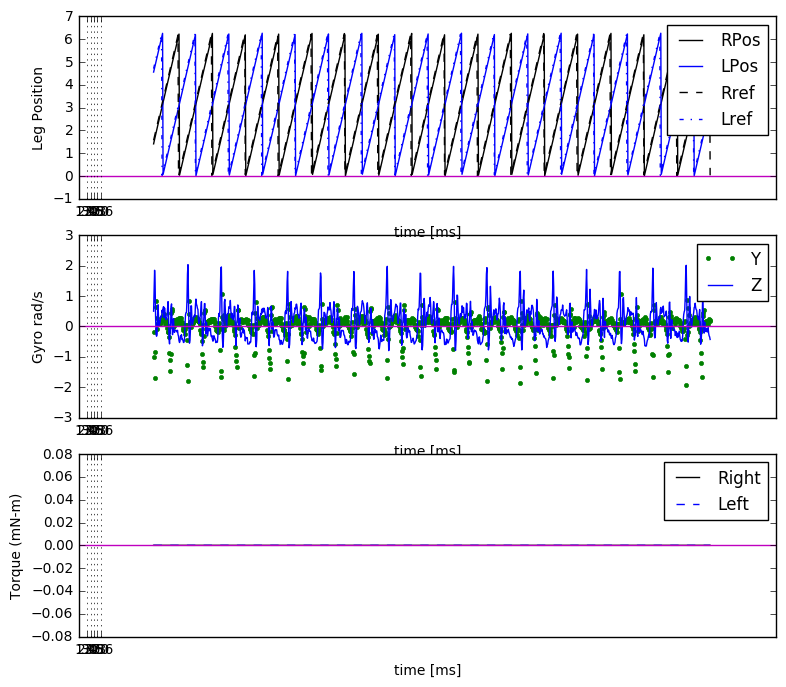 7
6
5
4
3
2
1
0
−1
Leg Position
RPos
LPos
Rref
Lref
time [ms]
3
2
1
0
−1
−2
−3
Gyro rad/s
Y
Z
time [ms]
0.08
0.06
0.04
0.02
0.00
−0.02
−0.04
−0.06
−0.08
Torque (mN-m)
Right
Left
time [ms]